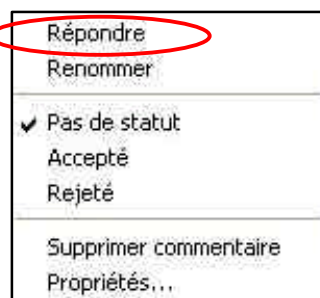 Répondre
Renommer
Pas de statut
Accepté
Rejeté
Supprimer commentaire
Propriétés...